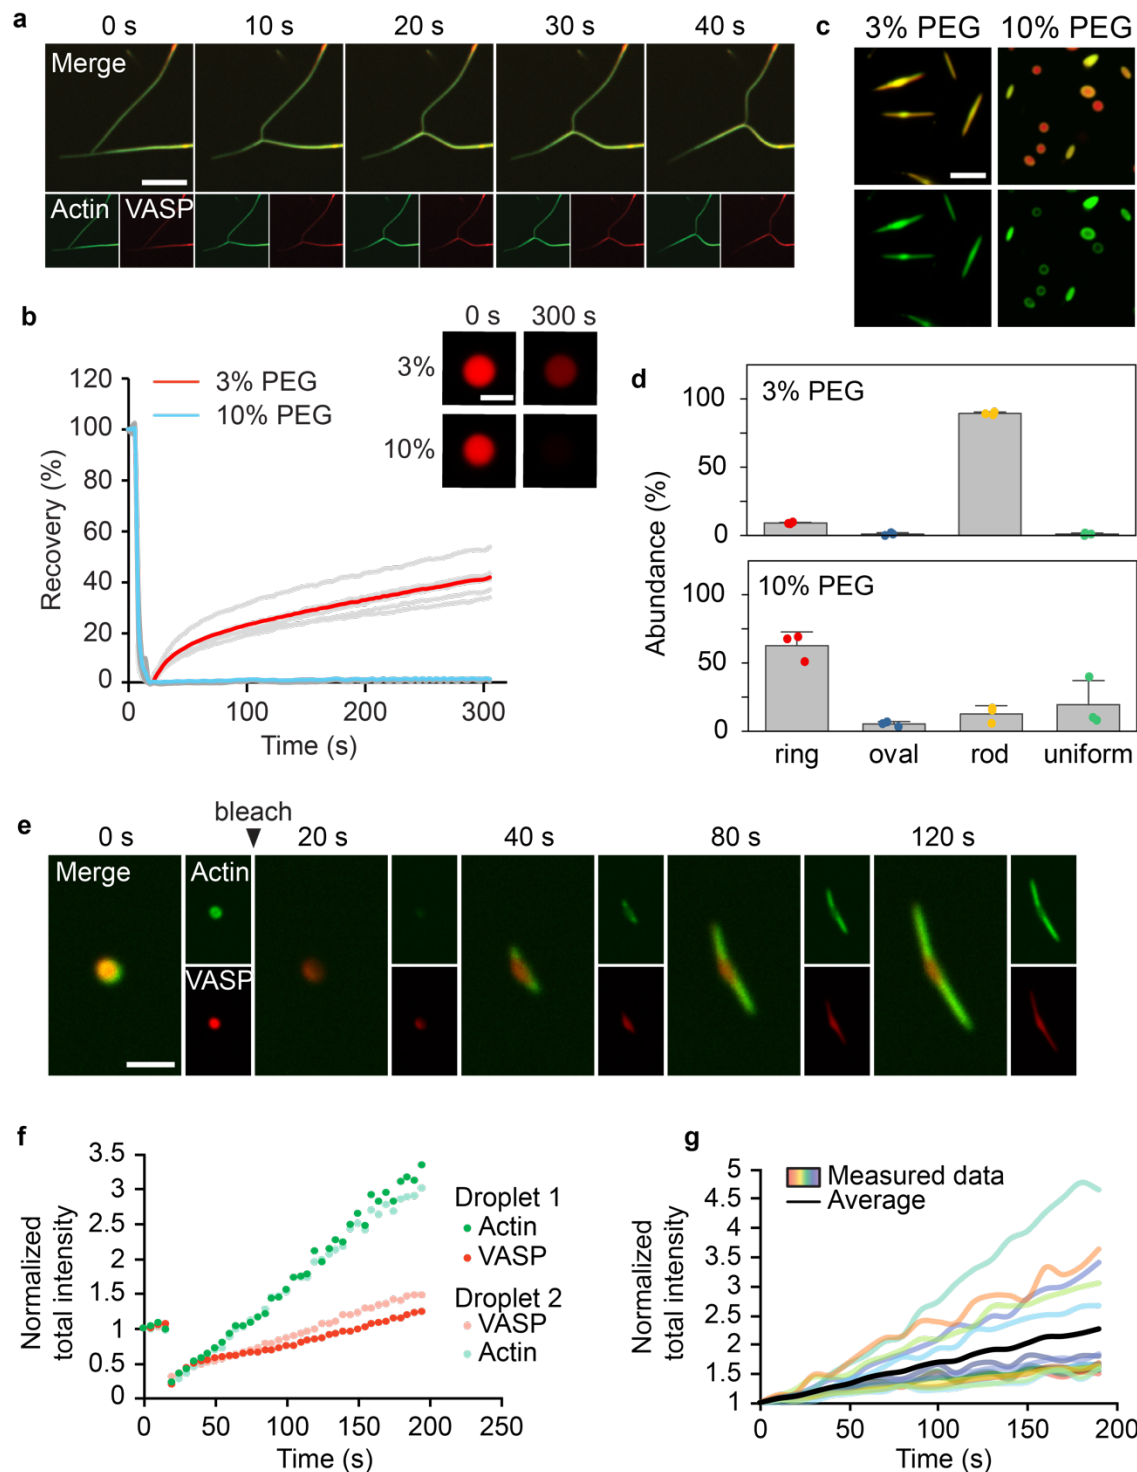 a
0 s 10 s 20 s 30 s 40 s
Merge
Actin VASP
c
3% PEG 10% PEG
b
0 s 300 s
3%
10%
3% PEG
10% PEG
120
100
80
60
40
20
0
Recovery (%)
0 100 200 300
Time (s)
d
3% PEG
100
50
0
10% PEG
100
50
0
Abundance (%)
ring oval rod uniform
e
bleach
0 s 20 s 40 s 80 s 120 s
Merge
Actin
VASP
f
3.5
3
2.5
2
1.5
1
0.5
0
Normalized
total intensity
0 50 100 150 200 250
Time (s)
Droplet 1
Actin
VASP
Droplet 2
VASP
Actin
g
5
4.5
3.5
3
2.5
2
1.5
1
Normalized
total intensity
Measured data
Average
0 50 100 150 200
Time (s)